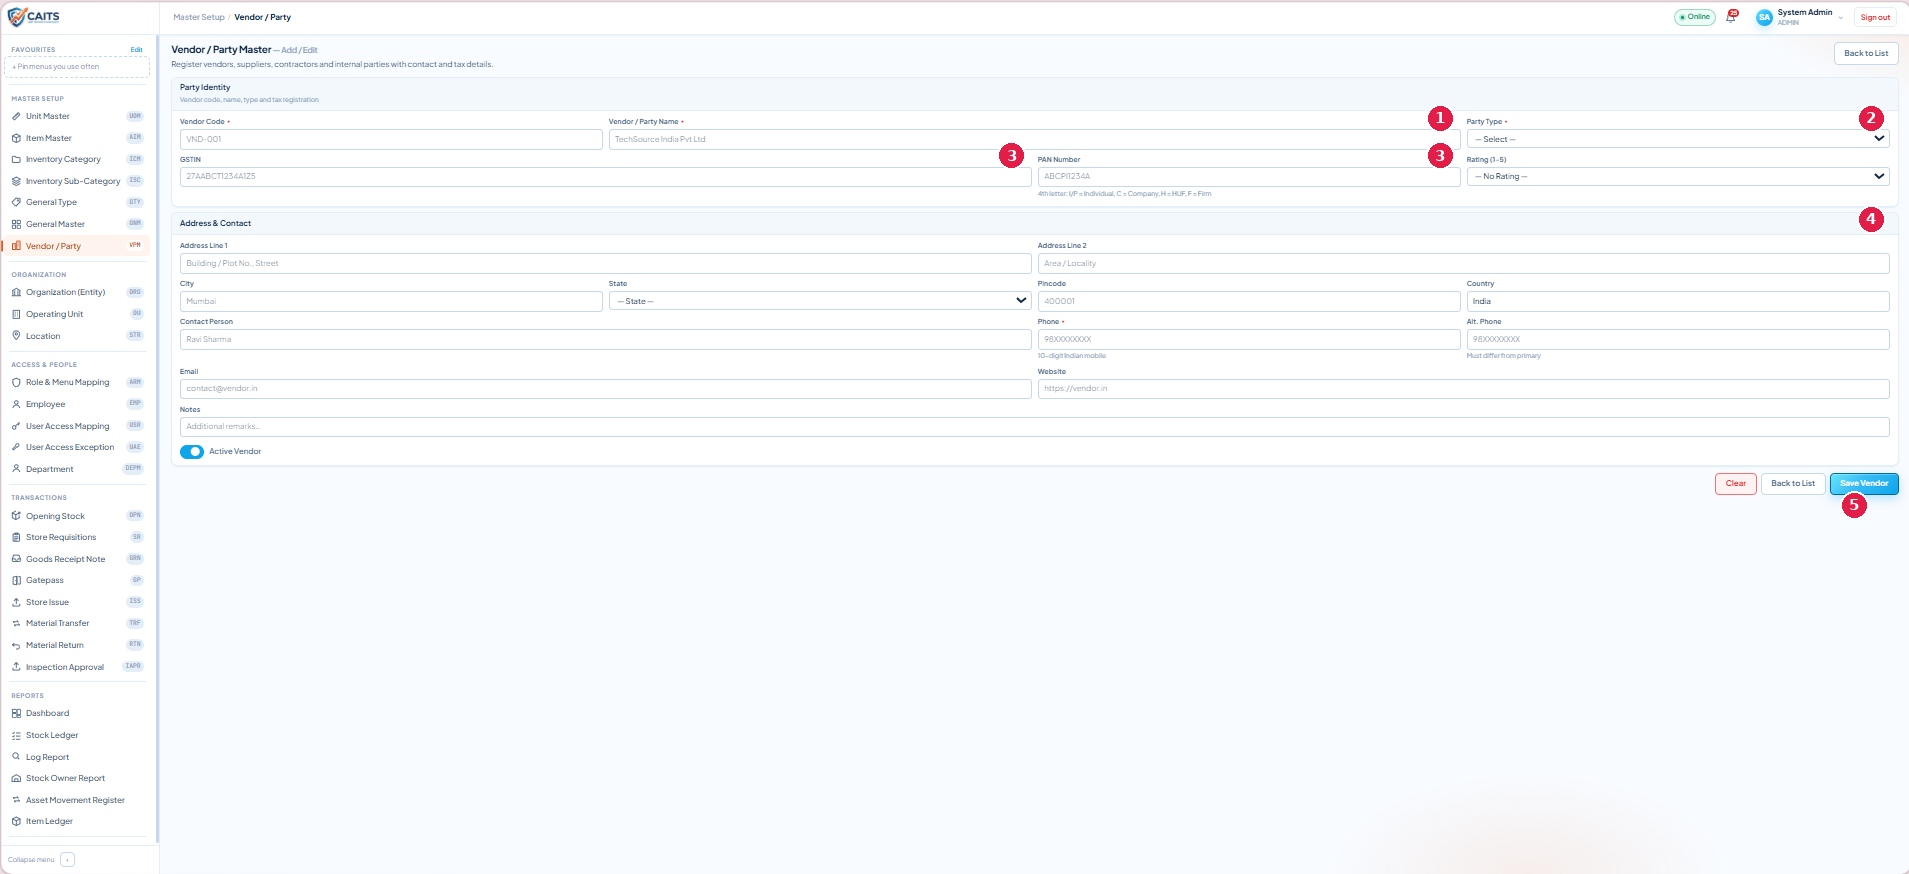 CAITS
Master Setup / Vendor / Party
Online
25
SA
System Admin
ADMIN
Sign out
FAVOURITES
Edit
+ Pin menus you use often
MASTER SETUP
Unit Master UOM
Item Master AIM
Inventory Category ICM
Inventory Sub-Category ISC
General Type GTY
General Master GNM
Vendor / Party VPM
ORGANIZATION
Organization (Entity) ORG
Operating Unit OU
Location STR
ACCESS & PEOPLE
Role & Menu Mapping ARM
Employee EMP
User Access Mapping USR
User Access Exception UAE
Department DEPM
TRANSACTIONS
Opening Stock OPN
Store Requisitions SR
Goods Receipt Note GRN
Gatepass GP
Store Issue ISS
Material Transfer TRF
Material Return RTN
Inspection Approval IAPR
REPORTS
Dashboard
Stock Ledger
Log Report
Stock Owner Report
Asset Movement Register
Item Ledger
Collapse menu
Vendor / Party Master — Add / Edit
Register vendors, suppliers, contractors and internal parties with contact and tax details.
Back to List
Party Identity
Vendor code, name, type and tax registration
Vendor Code •
VND-001
Vendor / Party Name •
TechSource India Pvt Ltd
1
Party Type •
— Select —
2
GSTIN
27AABCT1234A1Z5
3
PAN Number
ABCPI1234A
4th letter: I/P = Individual, C = Company, H = HUF, F = Firm
3
Rating (1-5)
— No Rating —
Address & Contact
4
Address Line 1
Building / Plot No., Street
Address Line 2
Area / Locality
City
Mumbai
State
— State —
Pincode
400001
Country
India
Contact Person
Ravi Sharma
Phone •
98XXXXXXXX
10-digit Indian mobile
Alt. Phone
98XXXXXXXX
Must differ from primary
Email
contact@vendor.in
Website
https://vendor.in
Notes
Additional remarks...
Active Vendor
Clear
Back to List
Save Vendor
5